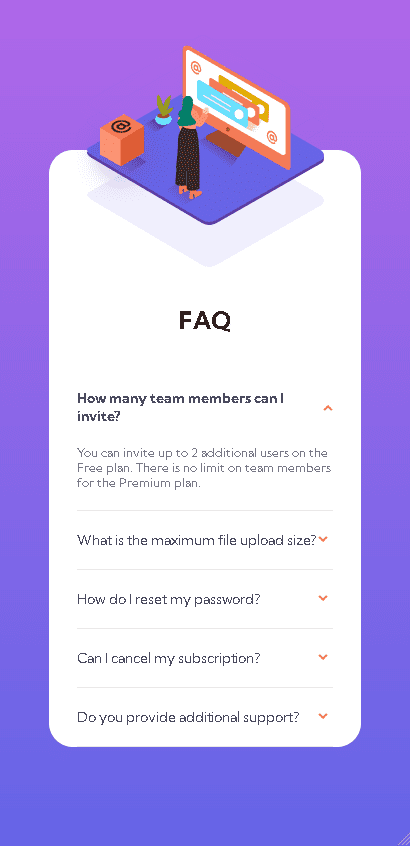 @
@
@
FAQ
How many team members can I
invite?
You can invite up to 2 additional users on the
Free plan. There is no limit on team members
for the Premium plan.
What is the maximum file upload size?
How do I reset my password?
Can I cancel my subscription?
Do you provide additional support?